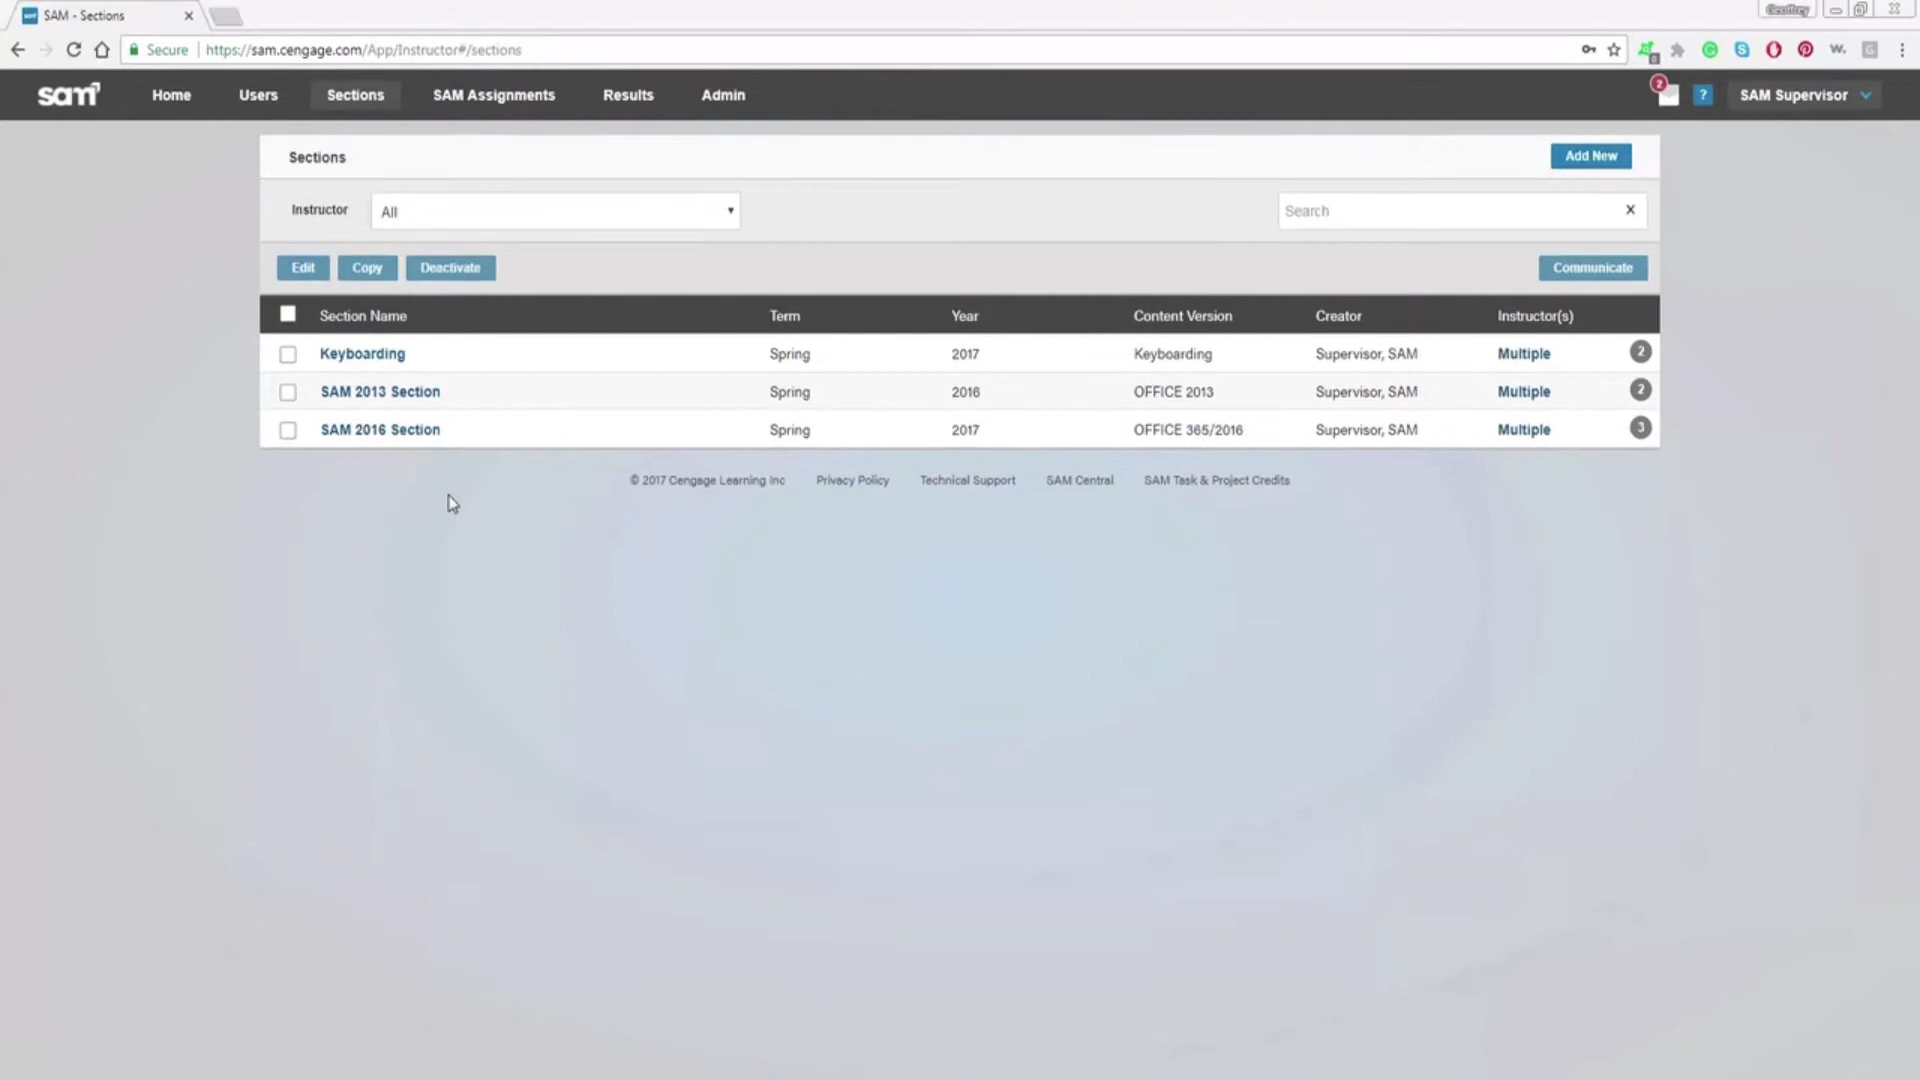 SAM - Sections
Secure https://sam.cengage.com/App/Instructor#/sections
sam Home Users Sections SAM Assignments Results Admin 2 ? SAM Supervisor
Sections Add New
Instructor All Search X
Edit Copy Deactivate Communicate
Section Name Term Year Content Version Creator Instructor(s)
Keyboarding Spring 2017 Keyboarding Supervisor, SAM Multiple 2
SAM 2013 Section Spring 2016 OFFICE 2013 Supervisor, SAM Multiple 2
SAM 2016 Section Spring 2017 OFFICE 365/2016 Supervisor, SAM Multiple 3
© 2017 Cengage Learning Inc Privacy Policy Technical Support SAM Central SAM Task & Project Credits